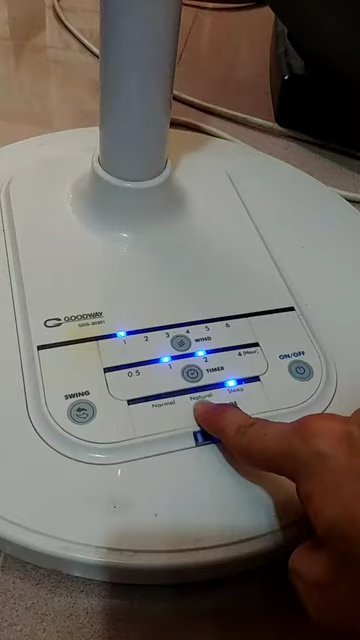 GOODWAY
1 2 3 4 5 6
WIND
0.5 1 2 4 (Hour)
TIMER
ON/OFF
SWING
Normal Natural Sleep